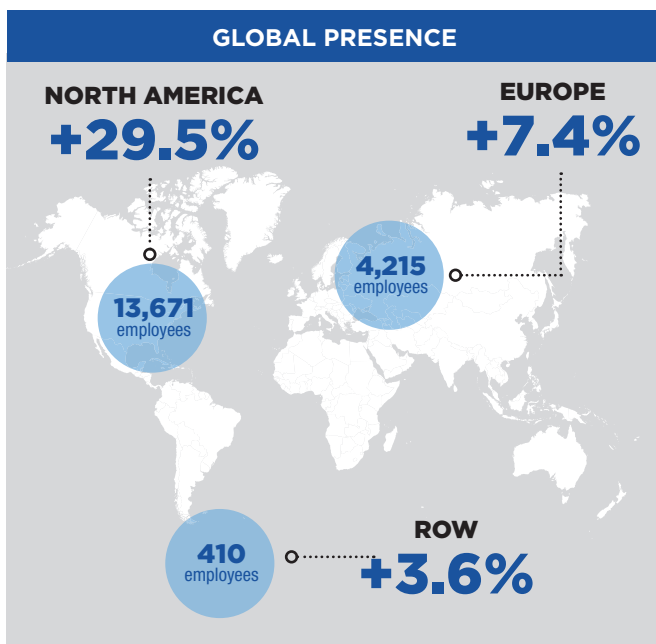 GLOBAL PRESENCE
NORTH AMERICA
+29.5%
EUROPE
+7.4%
13,671
employees
4,215
employees
410
employees
ROW
+3.6%